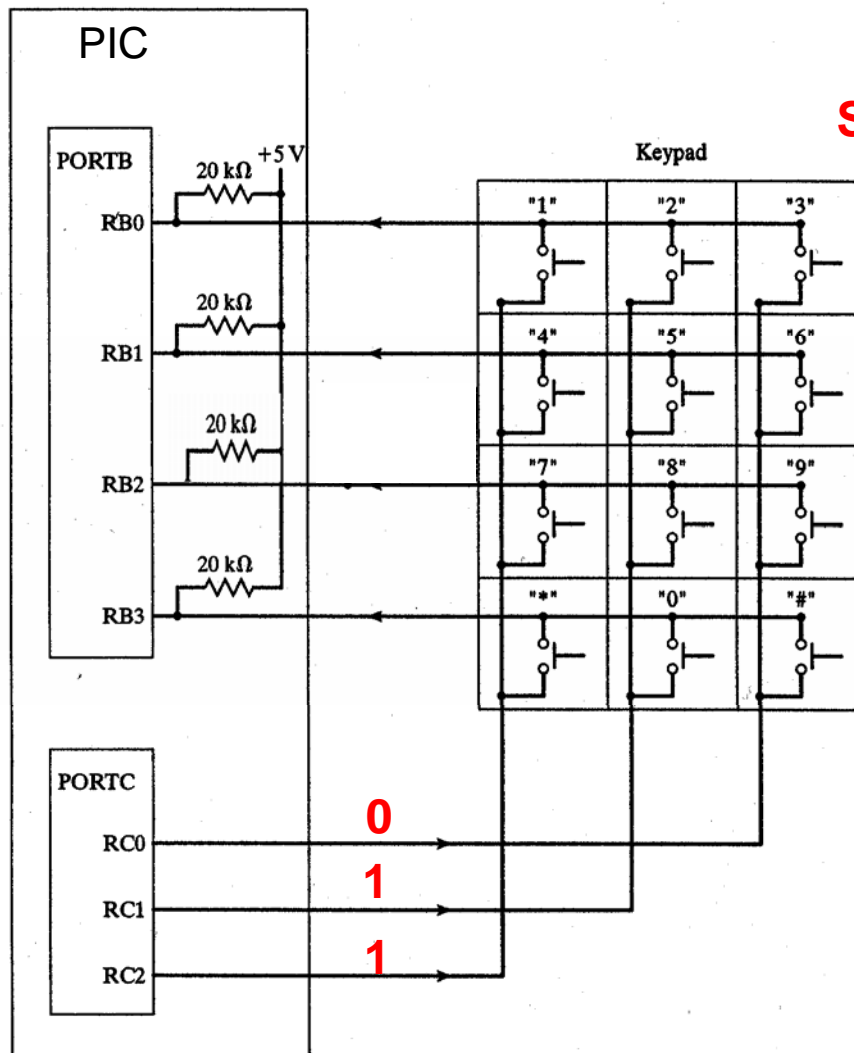 PIC
S
Keypad
PORTB
+5 V
20 kΩ
RB0
"1" "2" "3"
20 kΩ
RB1
"4" "5" "6"
20 kΩ
RB2
"7" "8" "9"
20 kΩ
RB3
"*" "0" "#"
PORTC
RC0
0
RC1
1
RC2
1